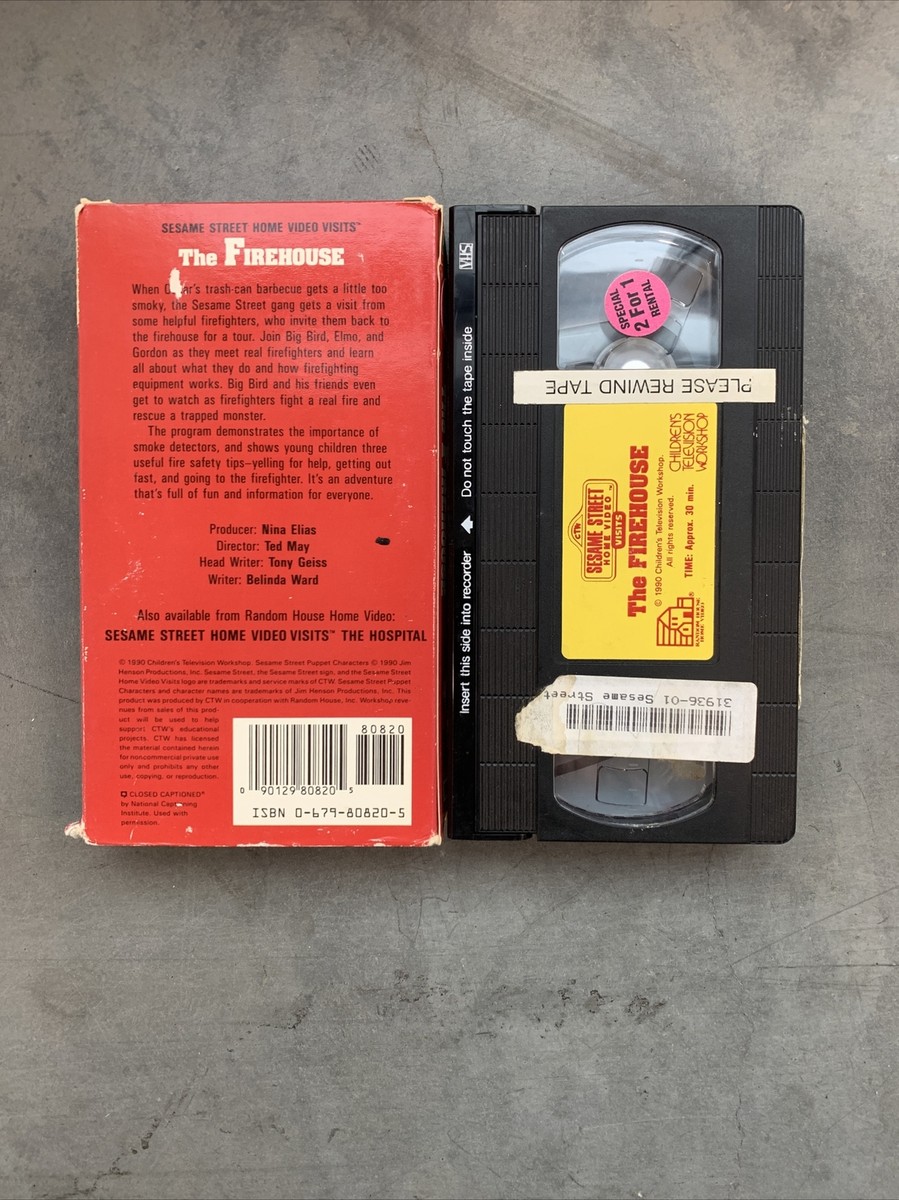 SESAME STREET HOME VIDEO VISITS™
The FIREHOUSE
When O ar's trash-can barbecue gets a little too
smoky, the Sesame Street gang gets a visit from
some helpful firefighters, who invite them back to
the firehouse for a tour. Join Big Bird, Elmo, and
Gordon as they meet real firefighters and learn
all about what they do and how firefighting
equipment works. Big Bird and his friends even
get to watch as firefighters fight a real fire and
rescue a trapped monster.
The program demonstrates the importance of
smoke detectors, and shows young children three
useful fire safety tips–yelling for help, getting out
fast, and going to the firefighter. It's an adventure
that's full of fun and information for everyone.
Producer: Nina Elias
Director: Ted May
Head Writer: Tony Geiss
Writer: Belinda Ward
Also available from Random House Home Video:
SESAME STREET HOME VIDEO VISITS™ THE HOSPITAL
© 1990 Children's Television Workshop. Sesame Street Puppet Characters © 1990 Jim
Henson Productions, Inc. Sesame Street, the Sesame Street sign, and the Sesame Street
Home Video Visits logo are trademarks and service marks of CTW. Sesame Street Puppet
Characters and character names are trademarks of Jim Henson Productions, Inc. This
product was produced by CTW in cooperation with Random House, Inc. Workshop reve-
nues from sales of this prod-
uct will be used to help
support CTW's educational
projects. CTW has licensed
the material contained herein
for noncommercial private use
only and prohibits any other
use, copying, or reproduction.
CLOSED CAPTIONED®
by National Captioning
Institute. Used with
permission.
80820
0 90129 80820 5
ISBN 0-679-80820-5
VHS
Insert this side into recorder
Do not touch the tape inside
SPECIAL
2 For 1
RENTAL
PLEASE REWIND TAPE
CTW
SESAME STREET™
HOME VIDEO
VISITS
The FIREHOUSE
© 1990 Children's Television Workshop.
All rights reserved.
TIME: Approx. 30 min.
CHILDREN'S
TELEVISION
WORKSHOP
RANDOM HOUSE
HOME VIDEO
®
31936-01 Sesame Street